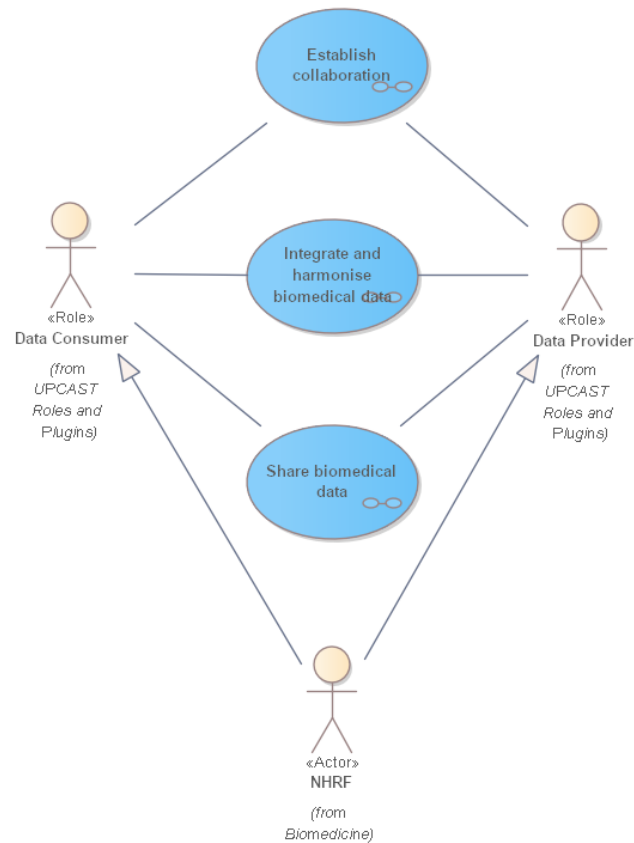 Establish
collaboration
Integrate and
harmonise
biomedical data
«Role»
Data Consumer
(from
UPCAST
Roles and
Plugins)
«Role»
Data Provider
(from
UPCAST
Roles and
Plugins)
Share biomedical
data
«Actor»
NHRF
(from
Biomedicine)